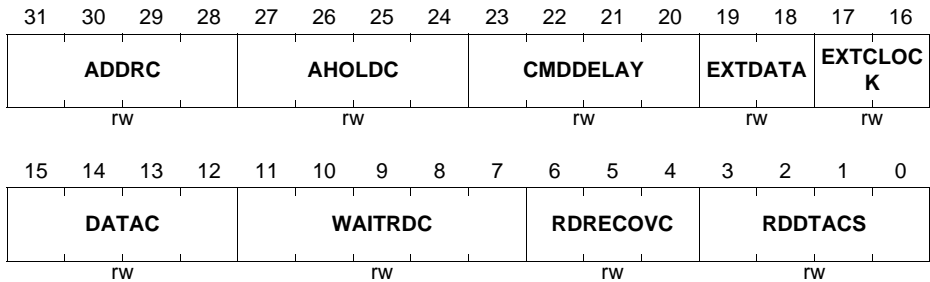 31 30 29 28 27 26 25 24 23 22 21 20 19 18 17 16
ADDRC AHOLDC CMDDELAY EXTDATA EXTCLOC
K
rw rw rw rw rw
15 14 13 12 11 10 9 8 7 6 5 4 3 2 1 0
DATAC WAITRDC RDRECOVC RDDTACS
rw rw rw rw